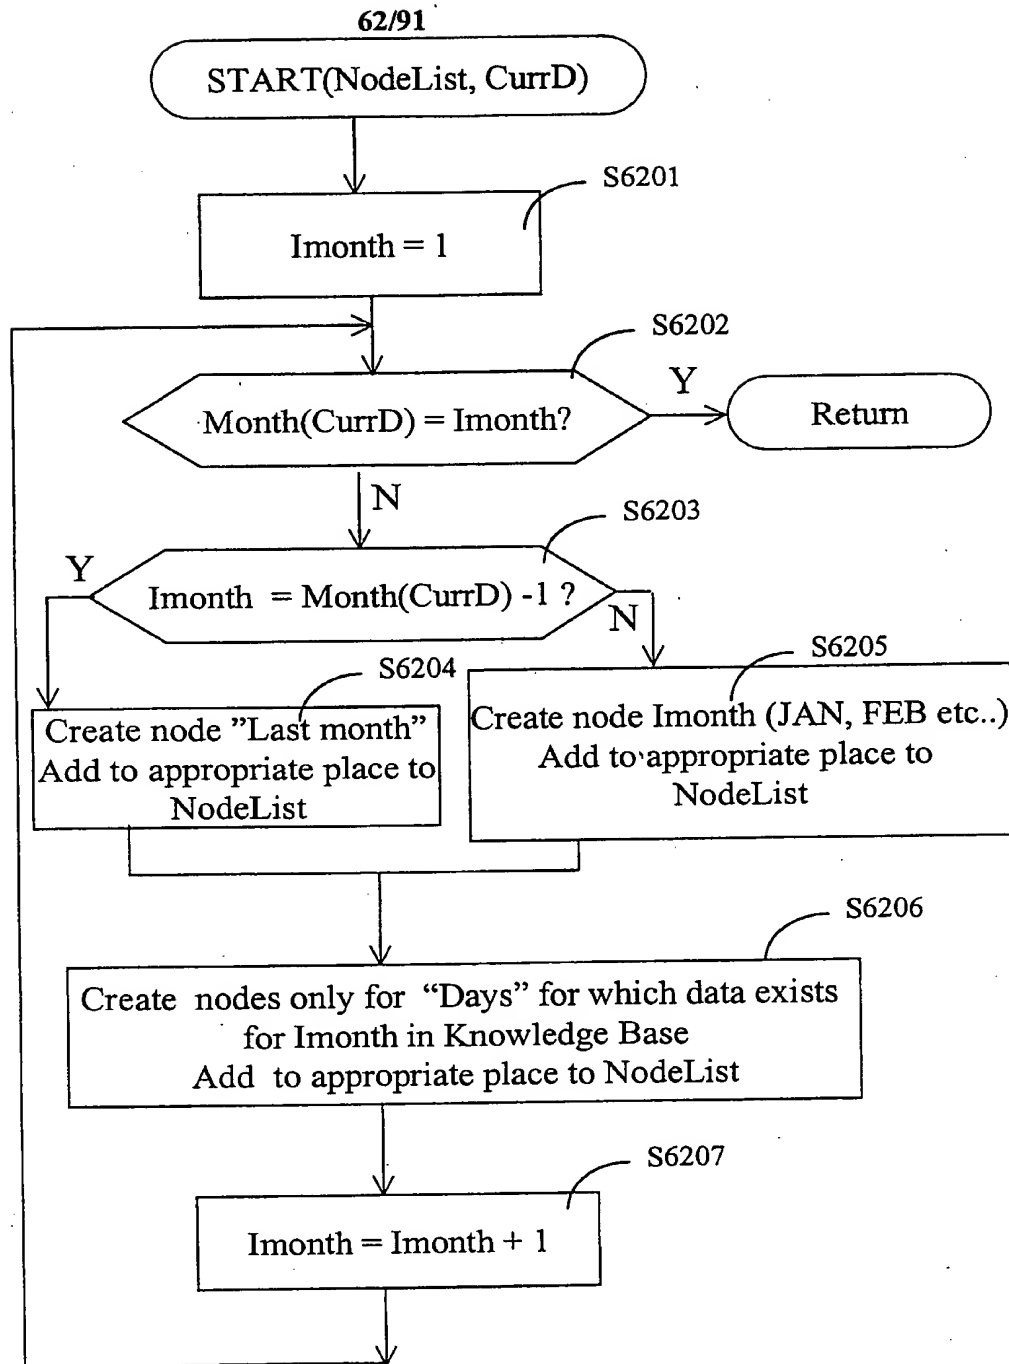 62/91
START(NodeList, CurrD)
S6201
Imonth = 1
S6202
Month(CurrD) = Imonth?
Y
Return
N
S6203
Y
Imonth = Month(CurrD) -1 ?
N
S6204
S6205
Create node "Last month"
Add to appropriate place to
NodeList
Create node Imonth (JAN, FEB etc..)
Add to appropriate place to
NodeList
S6206
Create nodes only for “Days” for which data exists
for Imonth in Knowledge Base
Add to appropriate place to NodeList
S6207
Imonth = Imonth + 1